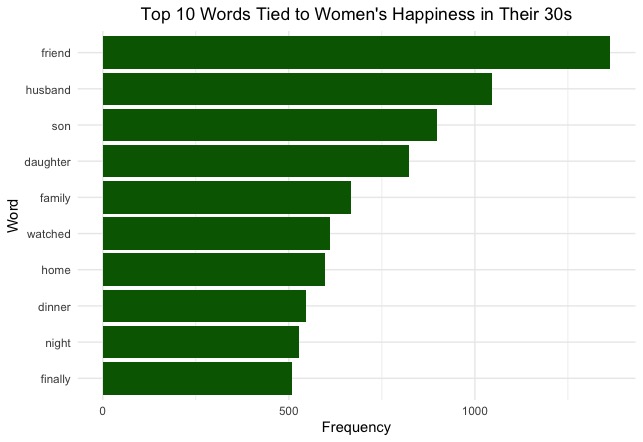 Top 10 Words Tied to Women's Happiness in Their 30s
Word
friend
husband
son
daughter
family
watched
home
dinner
night
finally
0 500 1000
Frequency